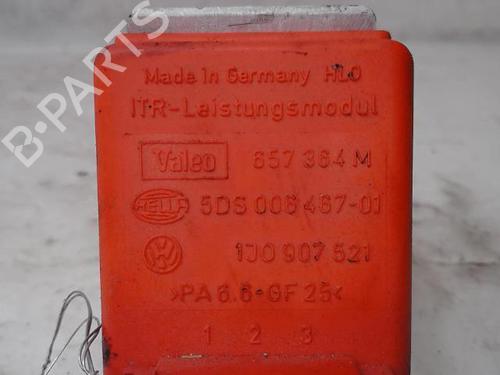 B-PARTS
Made in Germany HLO
ITR-Leistungsmodul
Valeo 657 364 M
HELLA 5DS 006 467-01
VW 1J0 907 521
>PA 6.6-GF 25<
1 2 3